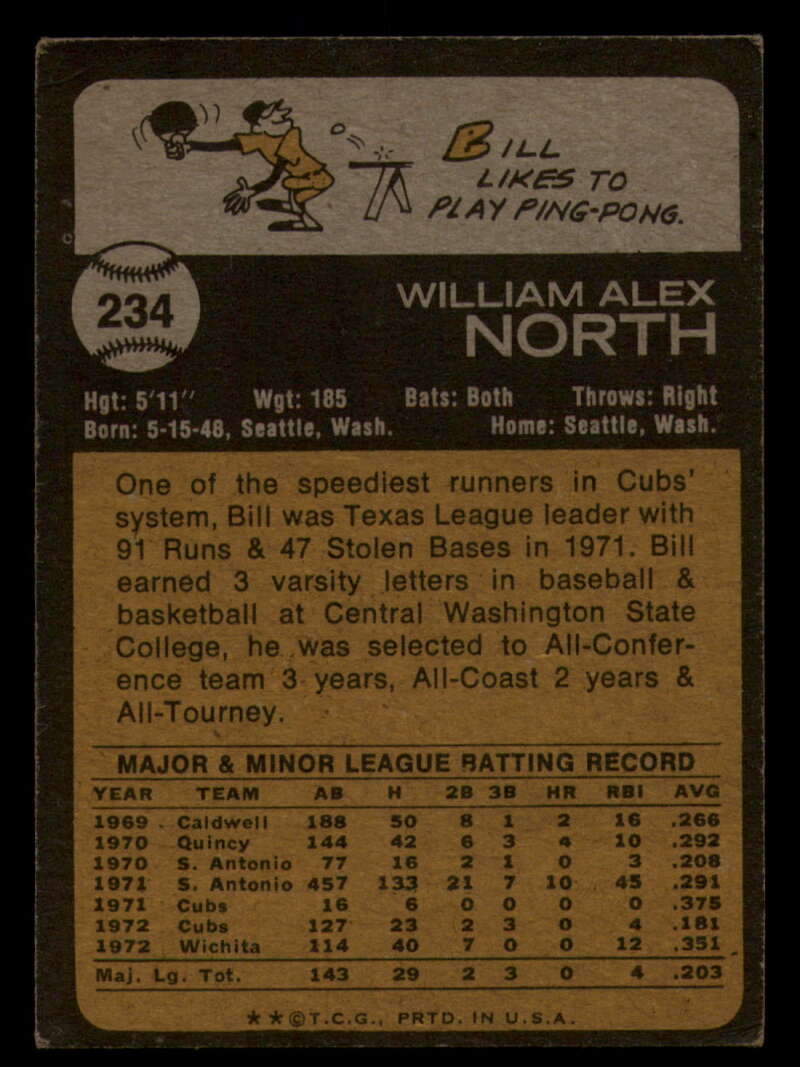 BILL
LIKES TO
PLAY PING-PONG.
234
WILLIAM ALEX
NORTH
Hgt: 5'11" Wgt: 185 Bats: Both Throws: Right
Born: 5-15-48, Seattle, Wash. Home: Seattle, Wash.
One of the speediest runners in Cubs'
system, Bill was Texas League leader with
91 Runs & 47 Stolen Bases in 1971. Bill
earned 3 varsity letters in baseball &
basketball at Central Washington State
College, he was selected to All-Confer-
ence team 3 years, All-Coast 2 years &
All-Tourney.
MAJOR & MINOR LEAGUE BATTING RECORD
YEAR TEAM AB H 2B 3B HR RBI AVG
1969 Caldwell 188 50 8 1 2 16 .266
1970 Quincy 144 42 6 3 4 10 .292
1970 S. Antonio 77 16 2 1 0 3 .208
1971 S. Antonio 457 133 21 7 10 45 .291
1971 Cubs 16 6 0 0 0 0 .375
1972 Cubs 127 23 2 3 0 4 .181
1972 Wichita 114 40 7 0 0 12 .351
Maj. Lg. Tot. 143 29 2 3 0 4 .203
★★©T.C.G., PRTD. IN U.S.A.